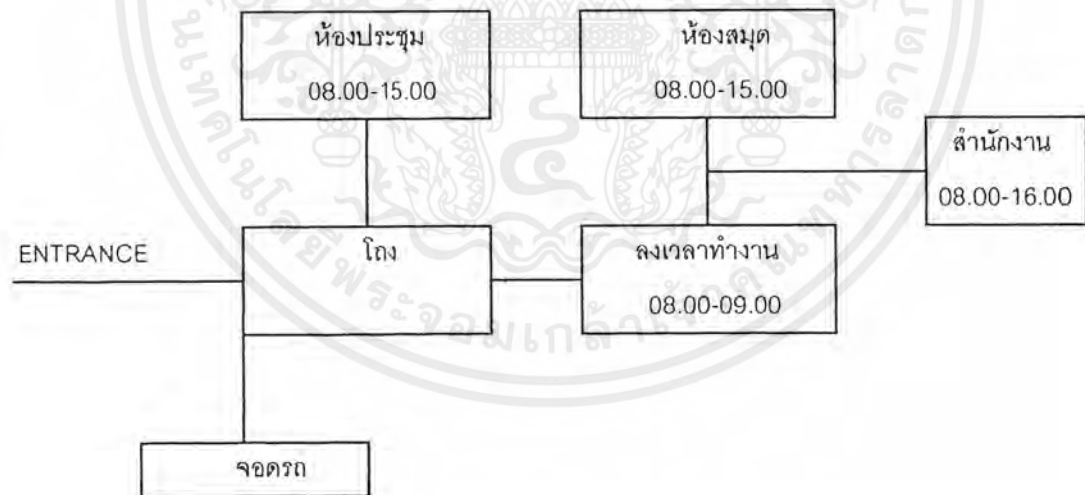 ห้องประชุม
08.00-15.00
ห้องสมุด
08.00-15.00
สำนักงาน
08.00-16.00
ENTRANCE
โถง
ลงเวลาทำงาน
08.00-09.00
จอดรถ